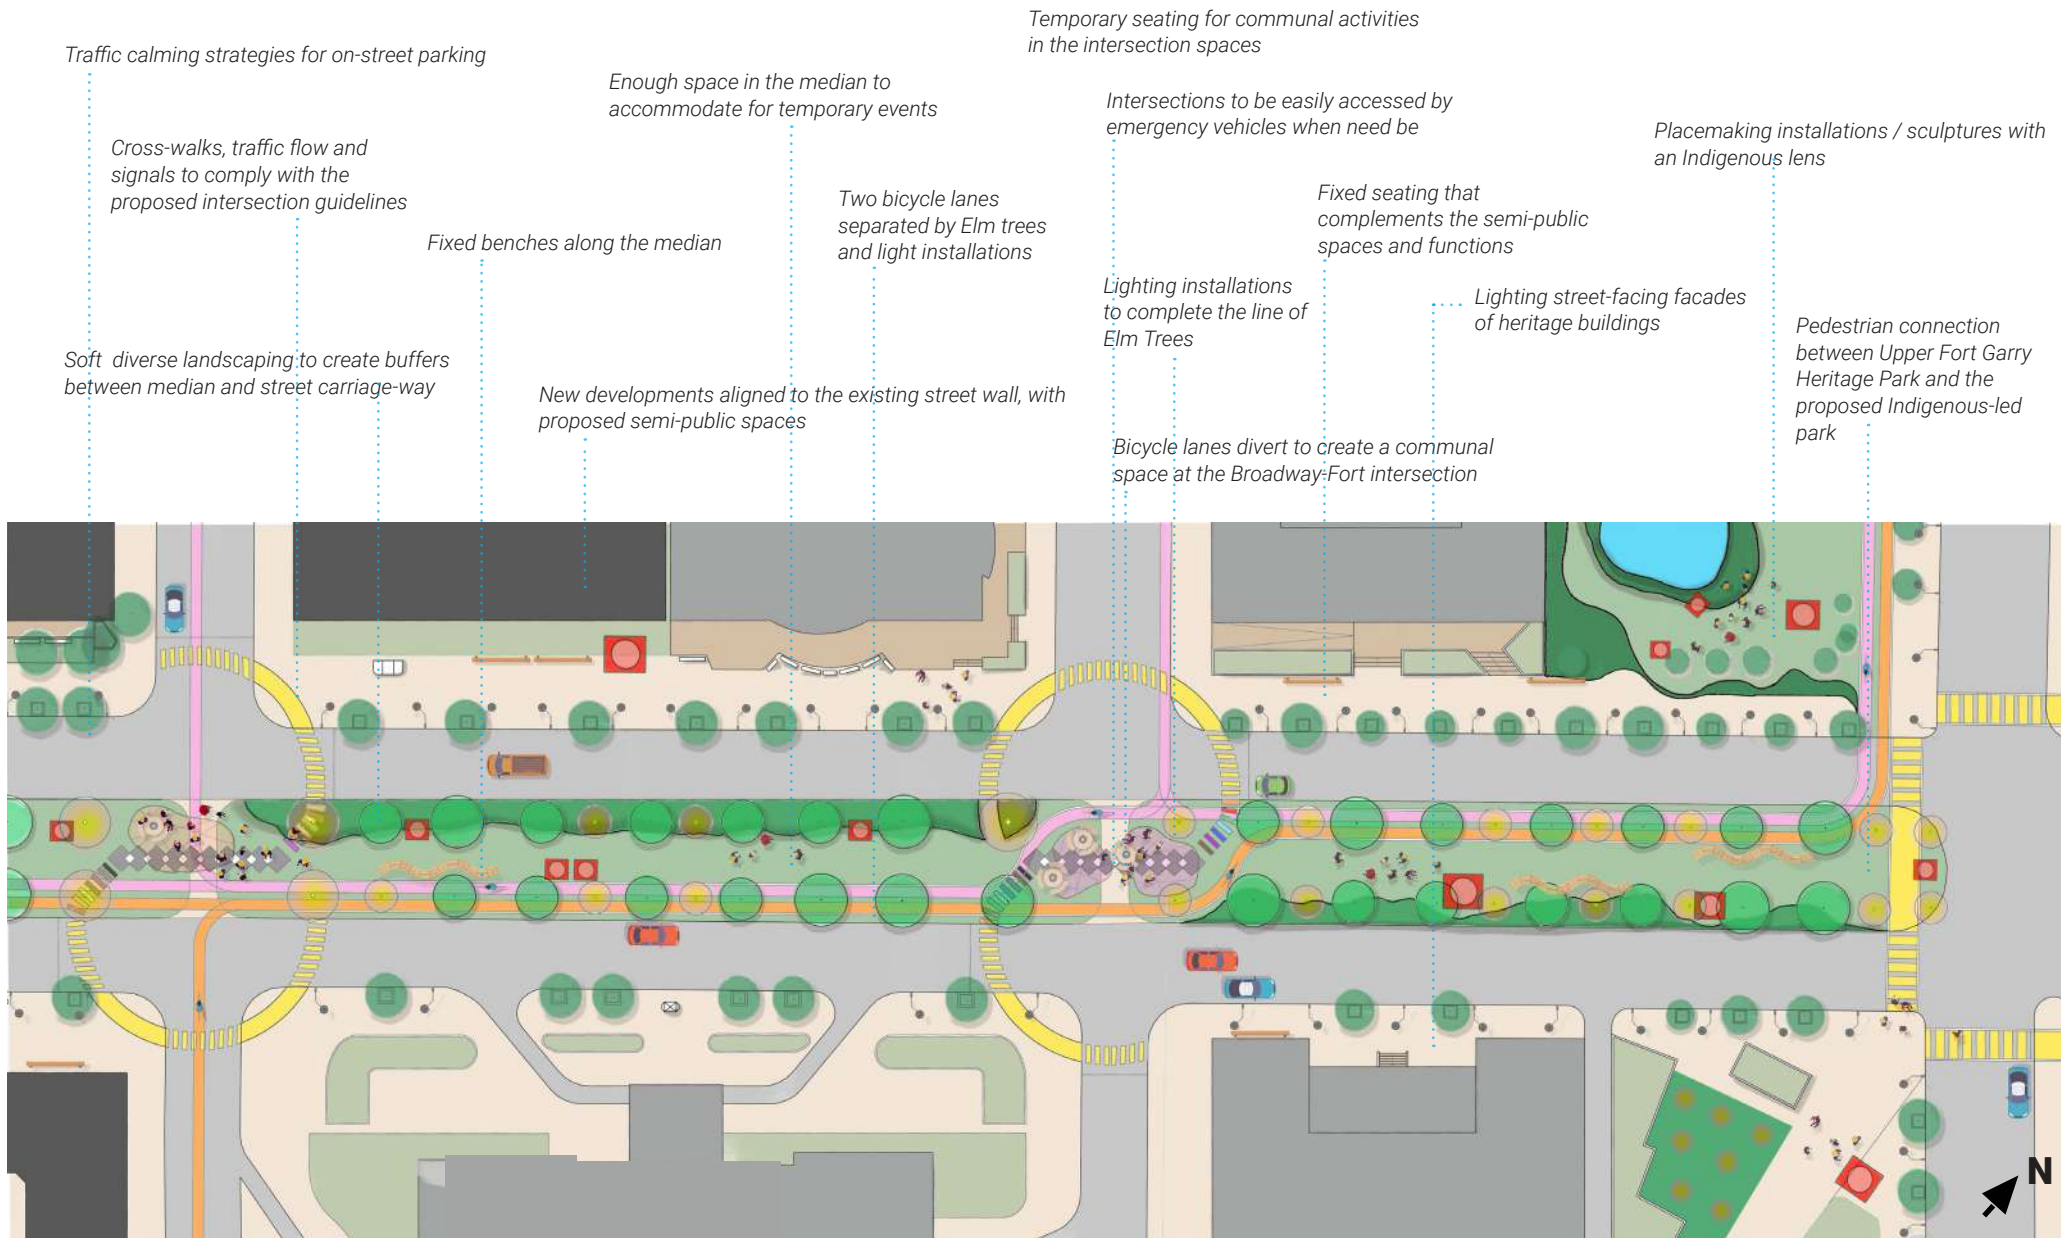 Temporary seating for communal activities
in the intersection spaces
Traffic calming strategies for on-street parking
Enough space in the median to
accommodate for temporary events
Intersections to be easily accessed by
emergency vehicles when need be
Placemaking installations / sculptures with
an Indigenous lens
Cross-walks, traffic flow and
signals to comply with the
proposed intersection guidelines
Two bicycle lanes
separated by Elm trees
and light installations
Fixed seating that
complements the semi-public
spaces and functions
Fixed benches along the median
Lighting installations
to complete the line of
Elm Trees
Lighting street-facing facades
of heritage buildings
Pedestrian connection
between Upper Fort Garry
Heritage Park and the
proposed Indigenous-led
park
Soft diverse landscaping to create buffers
between median and street carriage-way
New developments aligned to the existing street wall, with
proposed semi-public spaces
Bicycle lanes divert to create a communal
space at the Broadway-Fort intersection
N